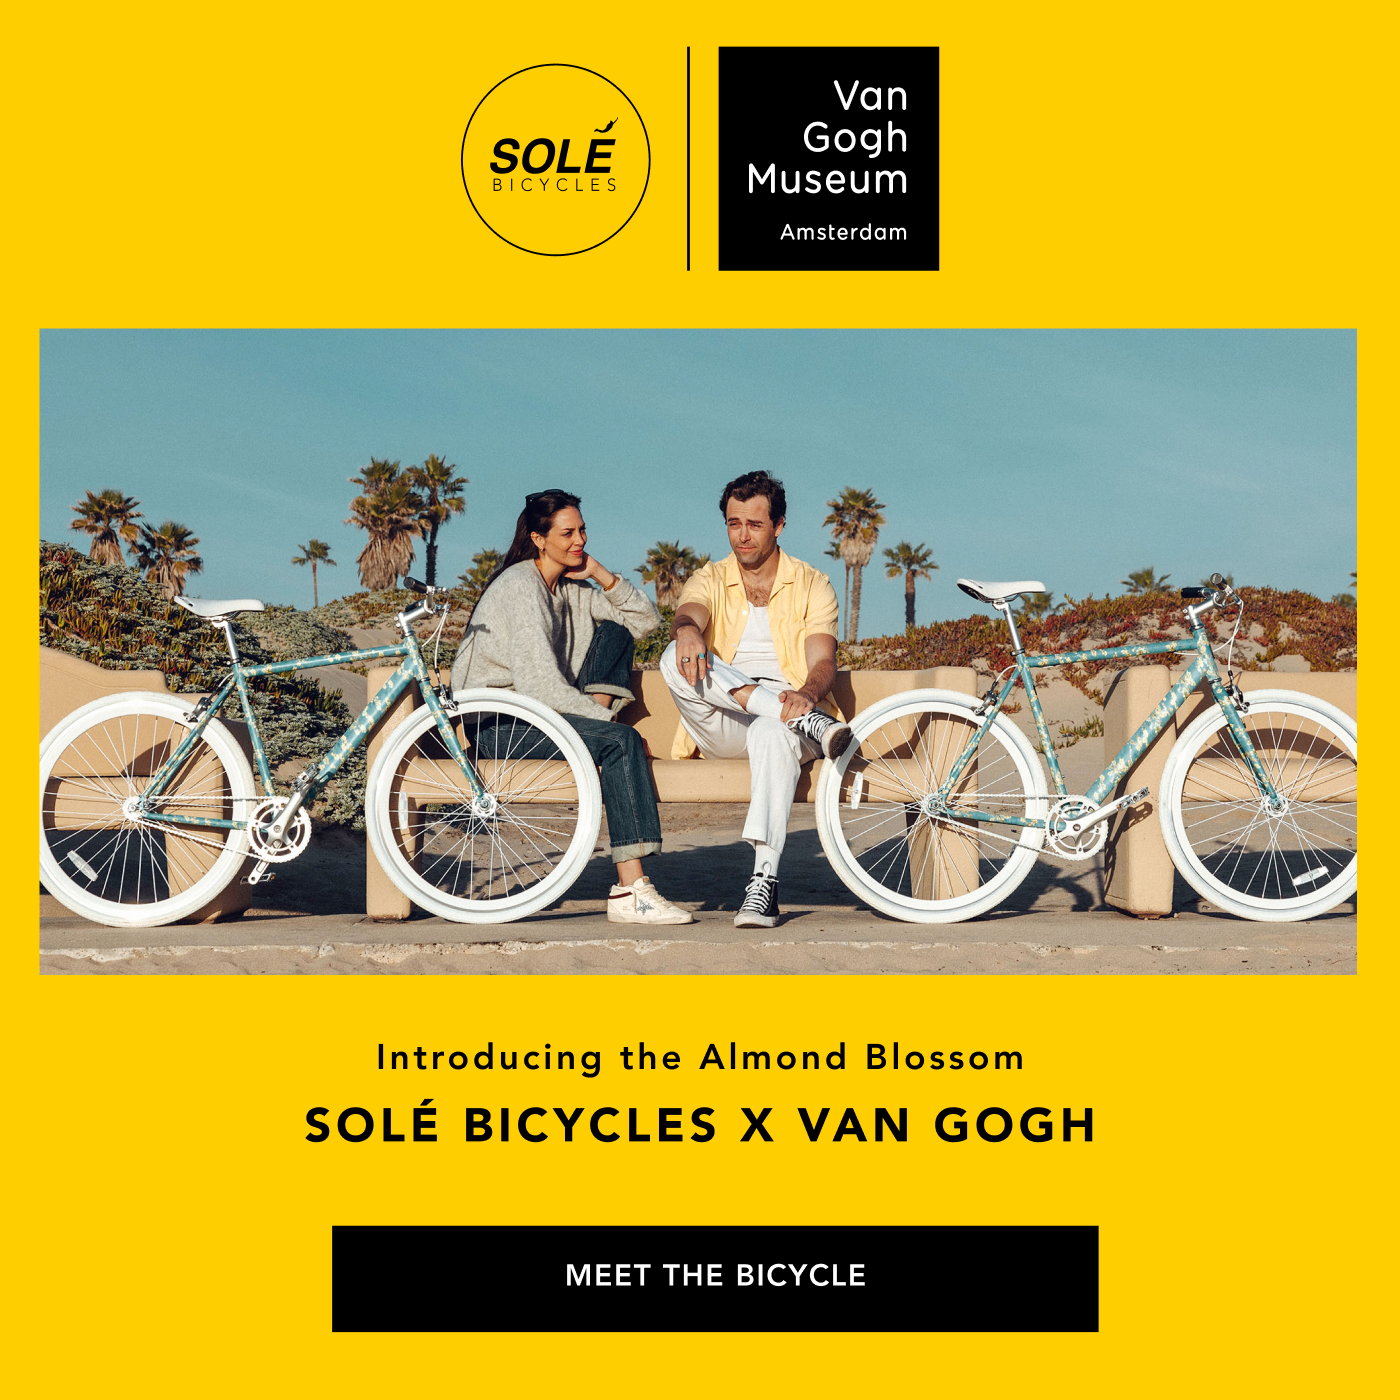 SOLÉ
BICYCLES
Van
Gogh
Museum
Amsterdam
Introducing the Almond Blossom
SOLÉ BICYCLES X VAN GOGH
MEET THE BICYCLE